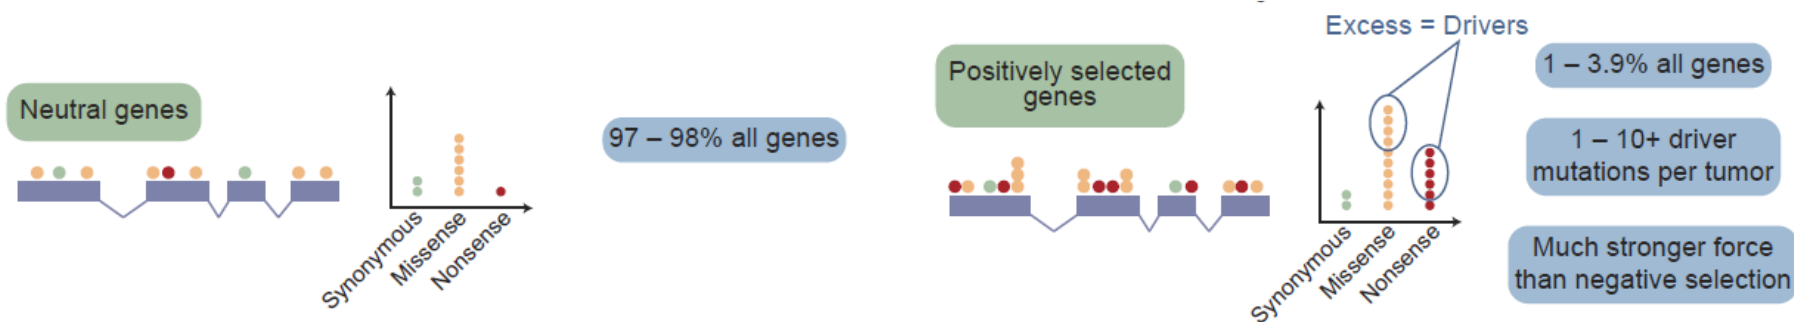 Neutral genes
Synonymous
Missense
Nonsense
97 – 98% all genes
Positively selected
genes
Excess = Drivers
Synonymous
Missense
Nonsense
1 – 3.9% all genes
1 – 10+ driver
mutations per tumor
Much stronger force
than negative selection